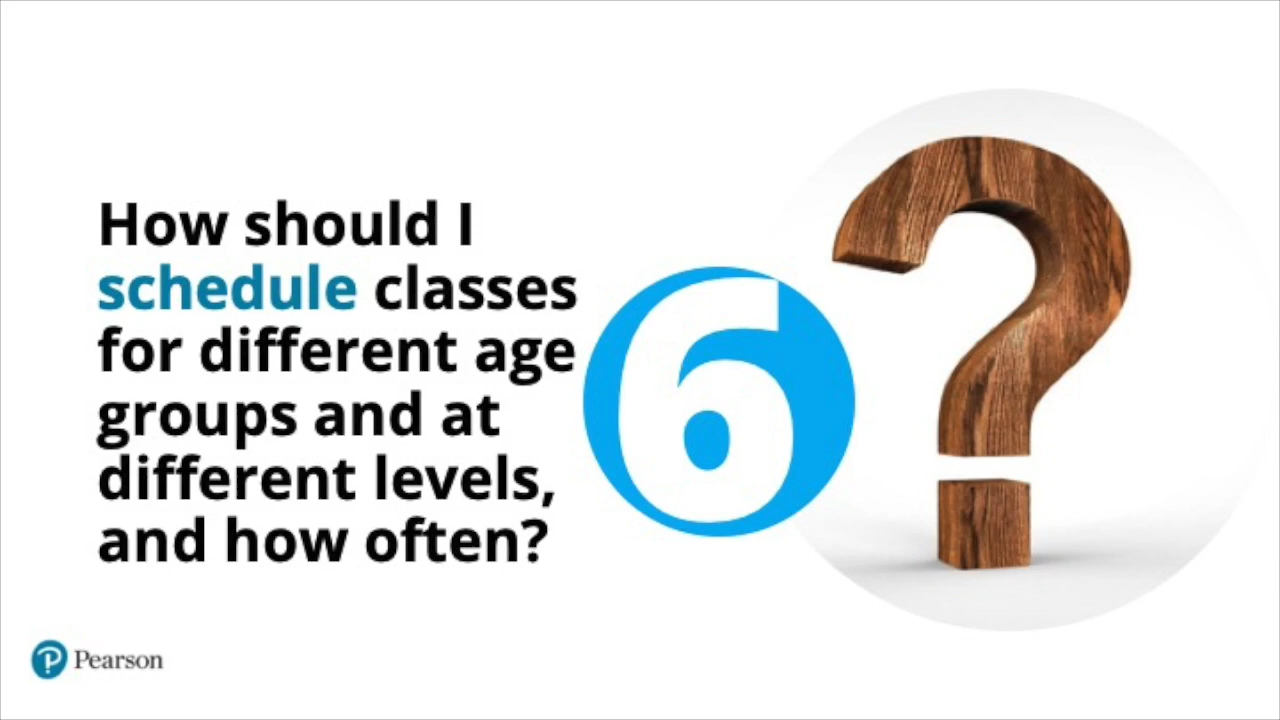 How should I
schedule classes
for different age
groups and at
different levels,
and how often?
6
?
Pearson